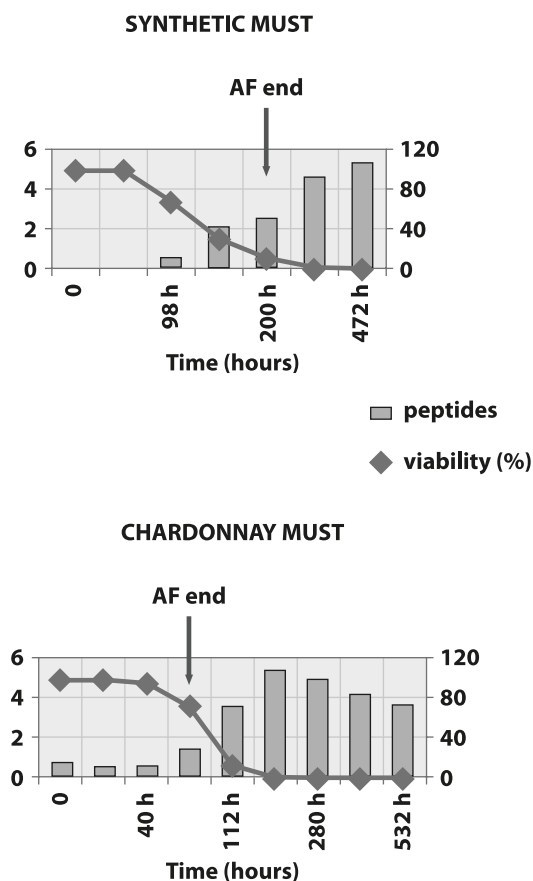 SYNTHETIC MUST
AF end
6 120
4 80
2 40
0 0
0 98 h 200 h 472 h
Time (hours)
peptides
viability (%)
CHARDONNAY MUST
AF end
6 120
4 80
2 40
0 0
0 40 h 112 h 280 h 532 h
Time (hours)